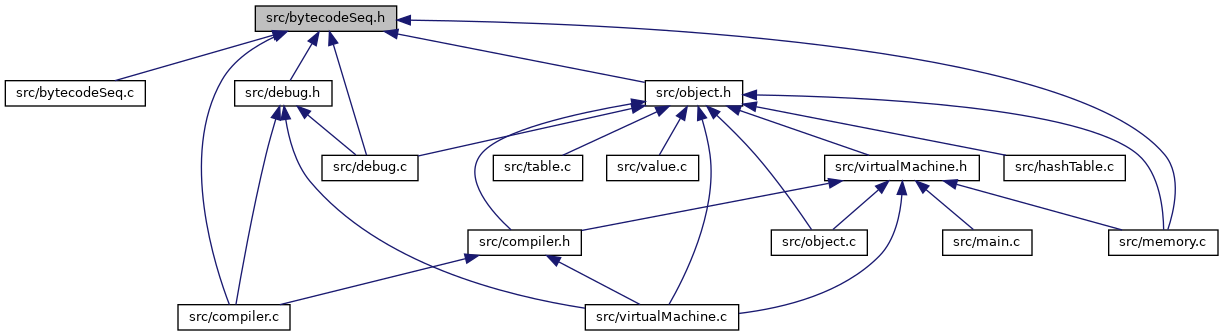 src/bytecodeSeq.h
src/bytecodeSeq.c
src/debug.h
src/object.h
src/debug.c
src/table.c
src/value.c
src/virtualMachine.h
src/hashTable.c
src/compiler.h
src/object.c
src/main.c
src/memory.c
src/compiler.c
src/virtualMachine.c